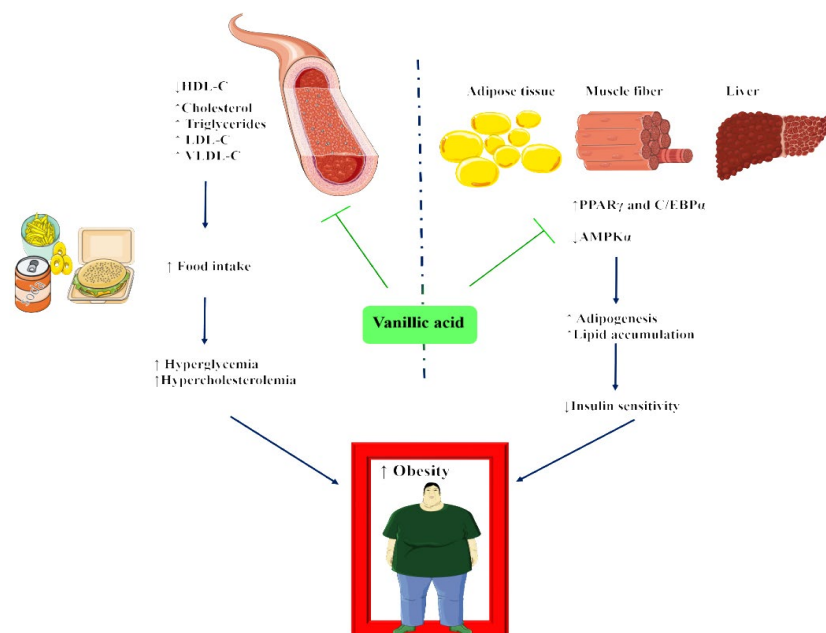 ↓HDL-C
↑Cholesterol
↑ Triglycerides
↑ LDL-C
↑ VLDL-C
↑ Food intake
↑ Hyperglycemia
↑Hypercholesterolemia
Adipose tissue
Muscle fiber
Liver
↑PPARγ and C/EBPα
↓AMPKα
↑ Adipogenesis
↑Lipid accumulation
↓Insulin sensitivity
Vanillic acid
↑ Obesity